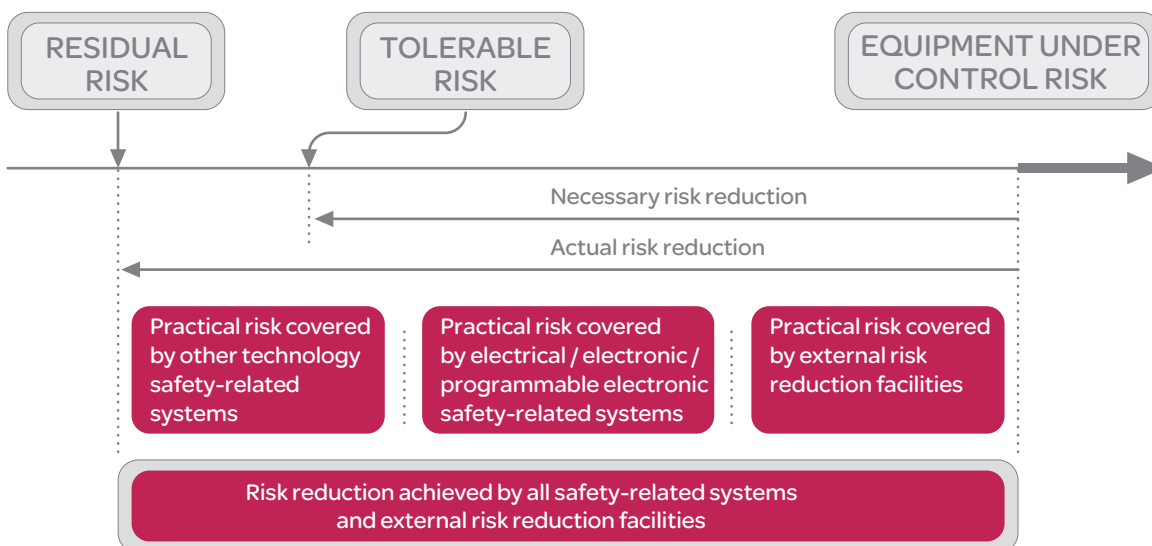 RESIDUAL
RISK
TOLERABLE
RISK
EQUIPMENT UNDER
CONTROL RISK
Necessary risk reduction
Actual risk reduction
Practical risk covered
by other technology
safety-related
systems
Practical risk covered
by electrical / electronic /
programmable electronic
safety-related systems
Practical risk covered
by external risk
reduction facilities
Risk reduction achieved by all safety-related systems
and external risk reduction facilities